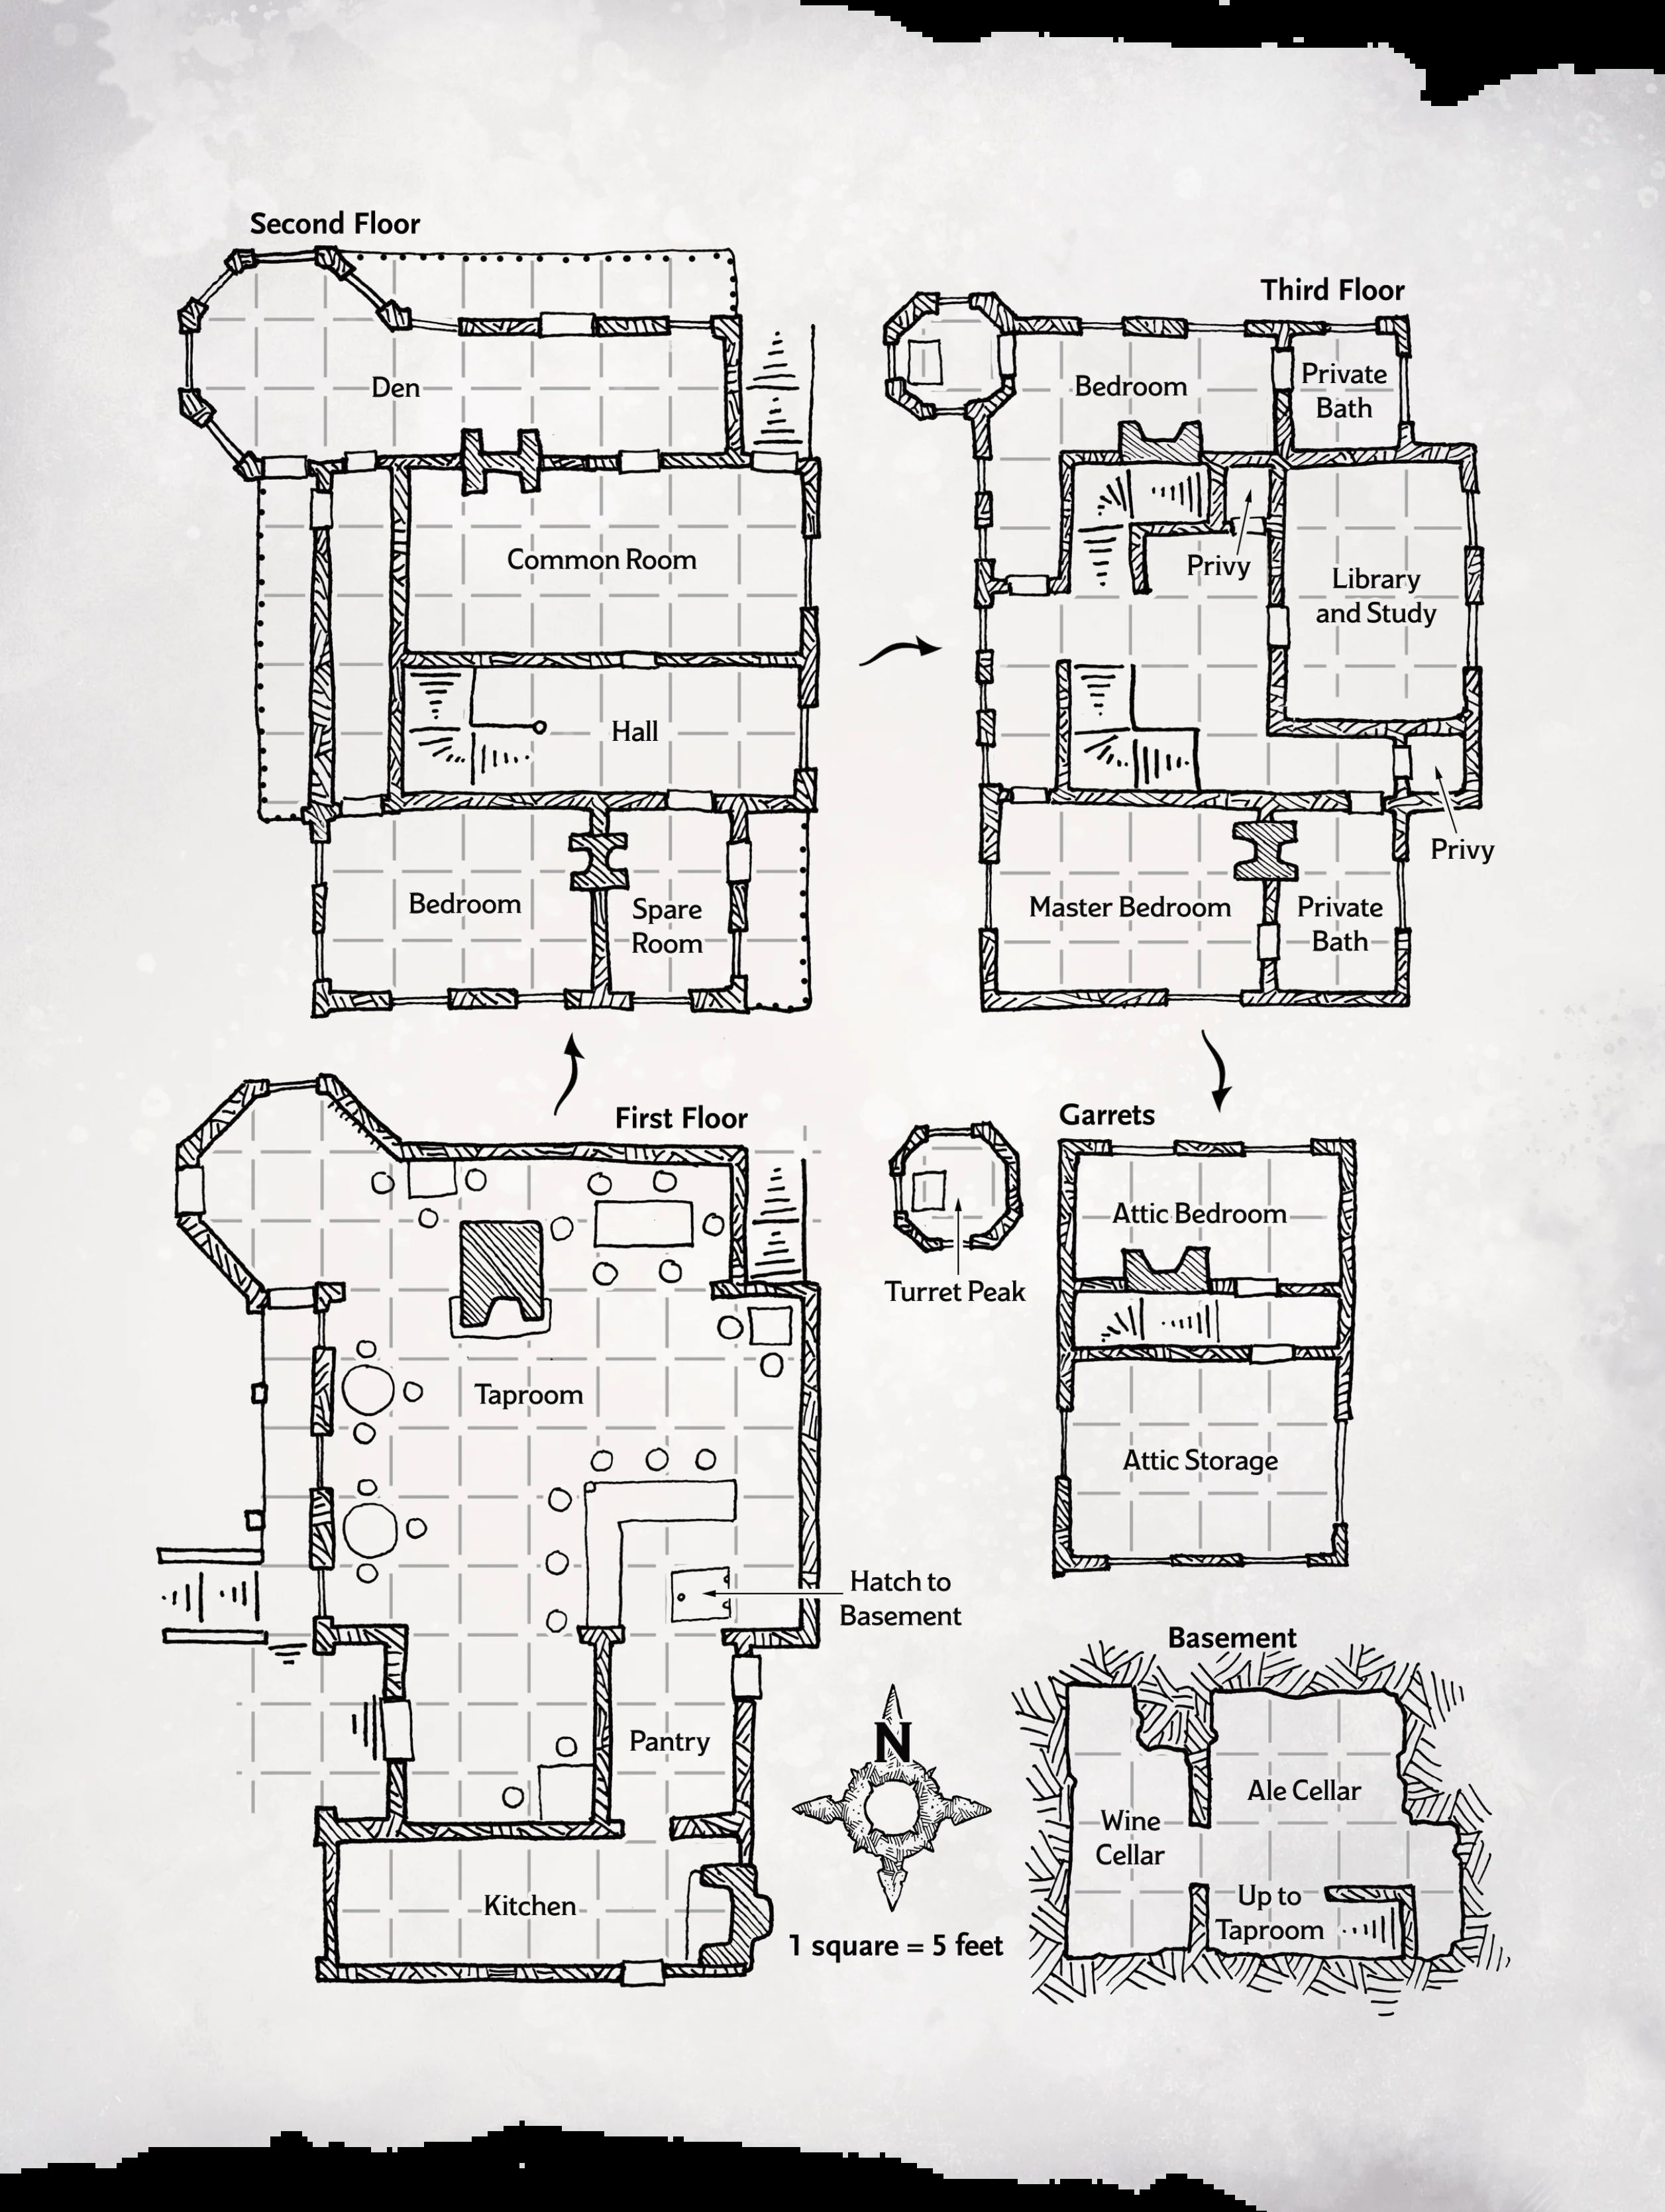 Second Floor
Den
Common Room
Hall
Bedroom
Spare
Room
Third Floor
Bedroom
Private
Bath
Privy
Library
and Study
Privy
Master Bedroom
Private
Bath
First Floor
Taproom
Hatch to
Basement
Pantry
Kitchen
Garrets
Attic Bedroom
Turret Peak
Attic Storage
N
1 square = 5 feet
Basement
Ale Cellar
Wine
Cellar
Up to
Taproom